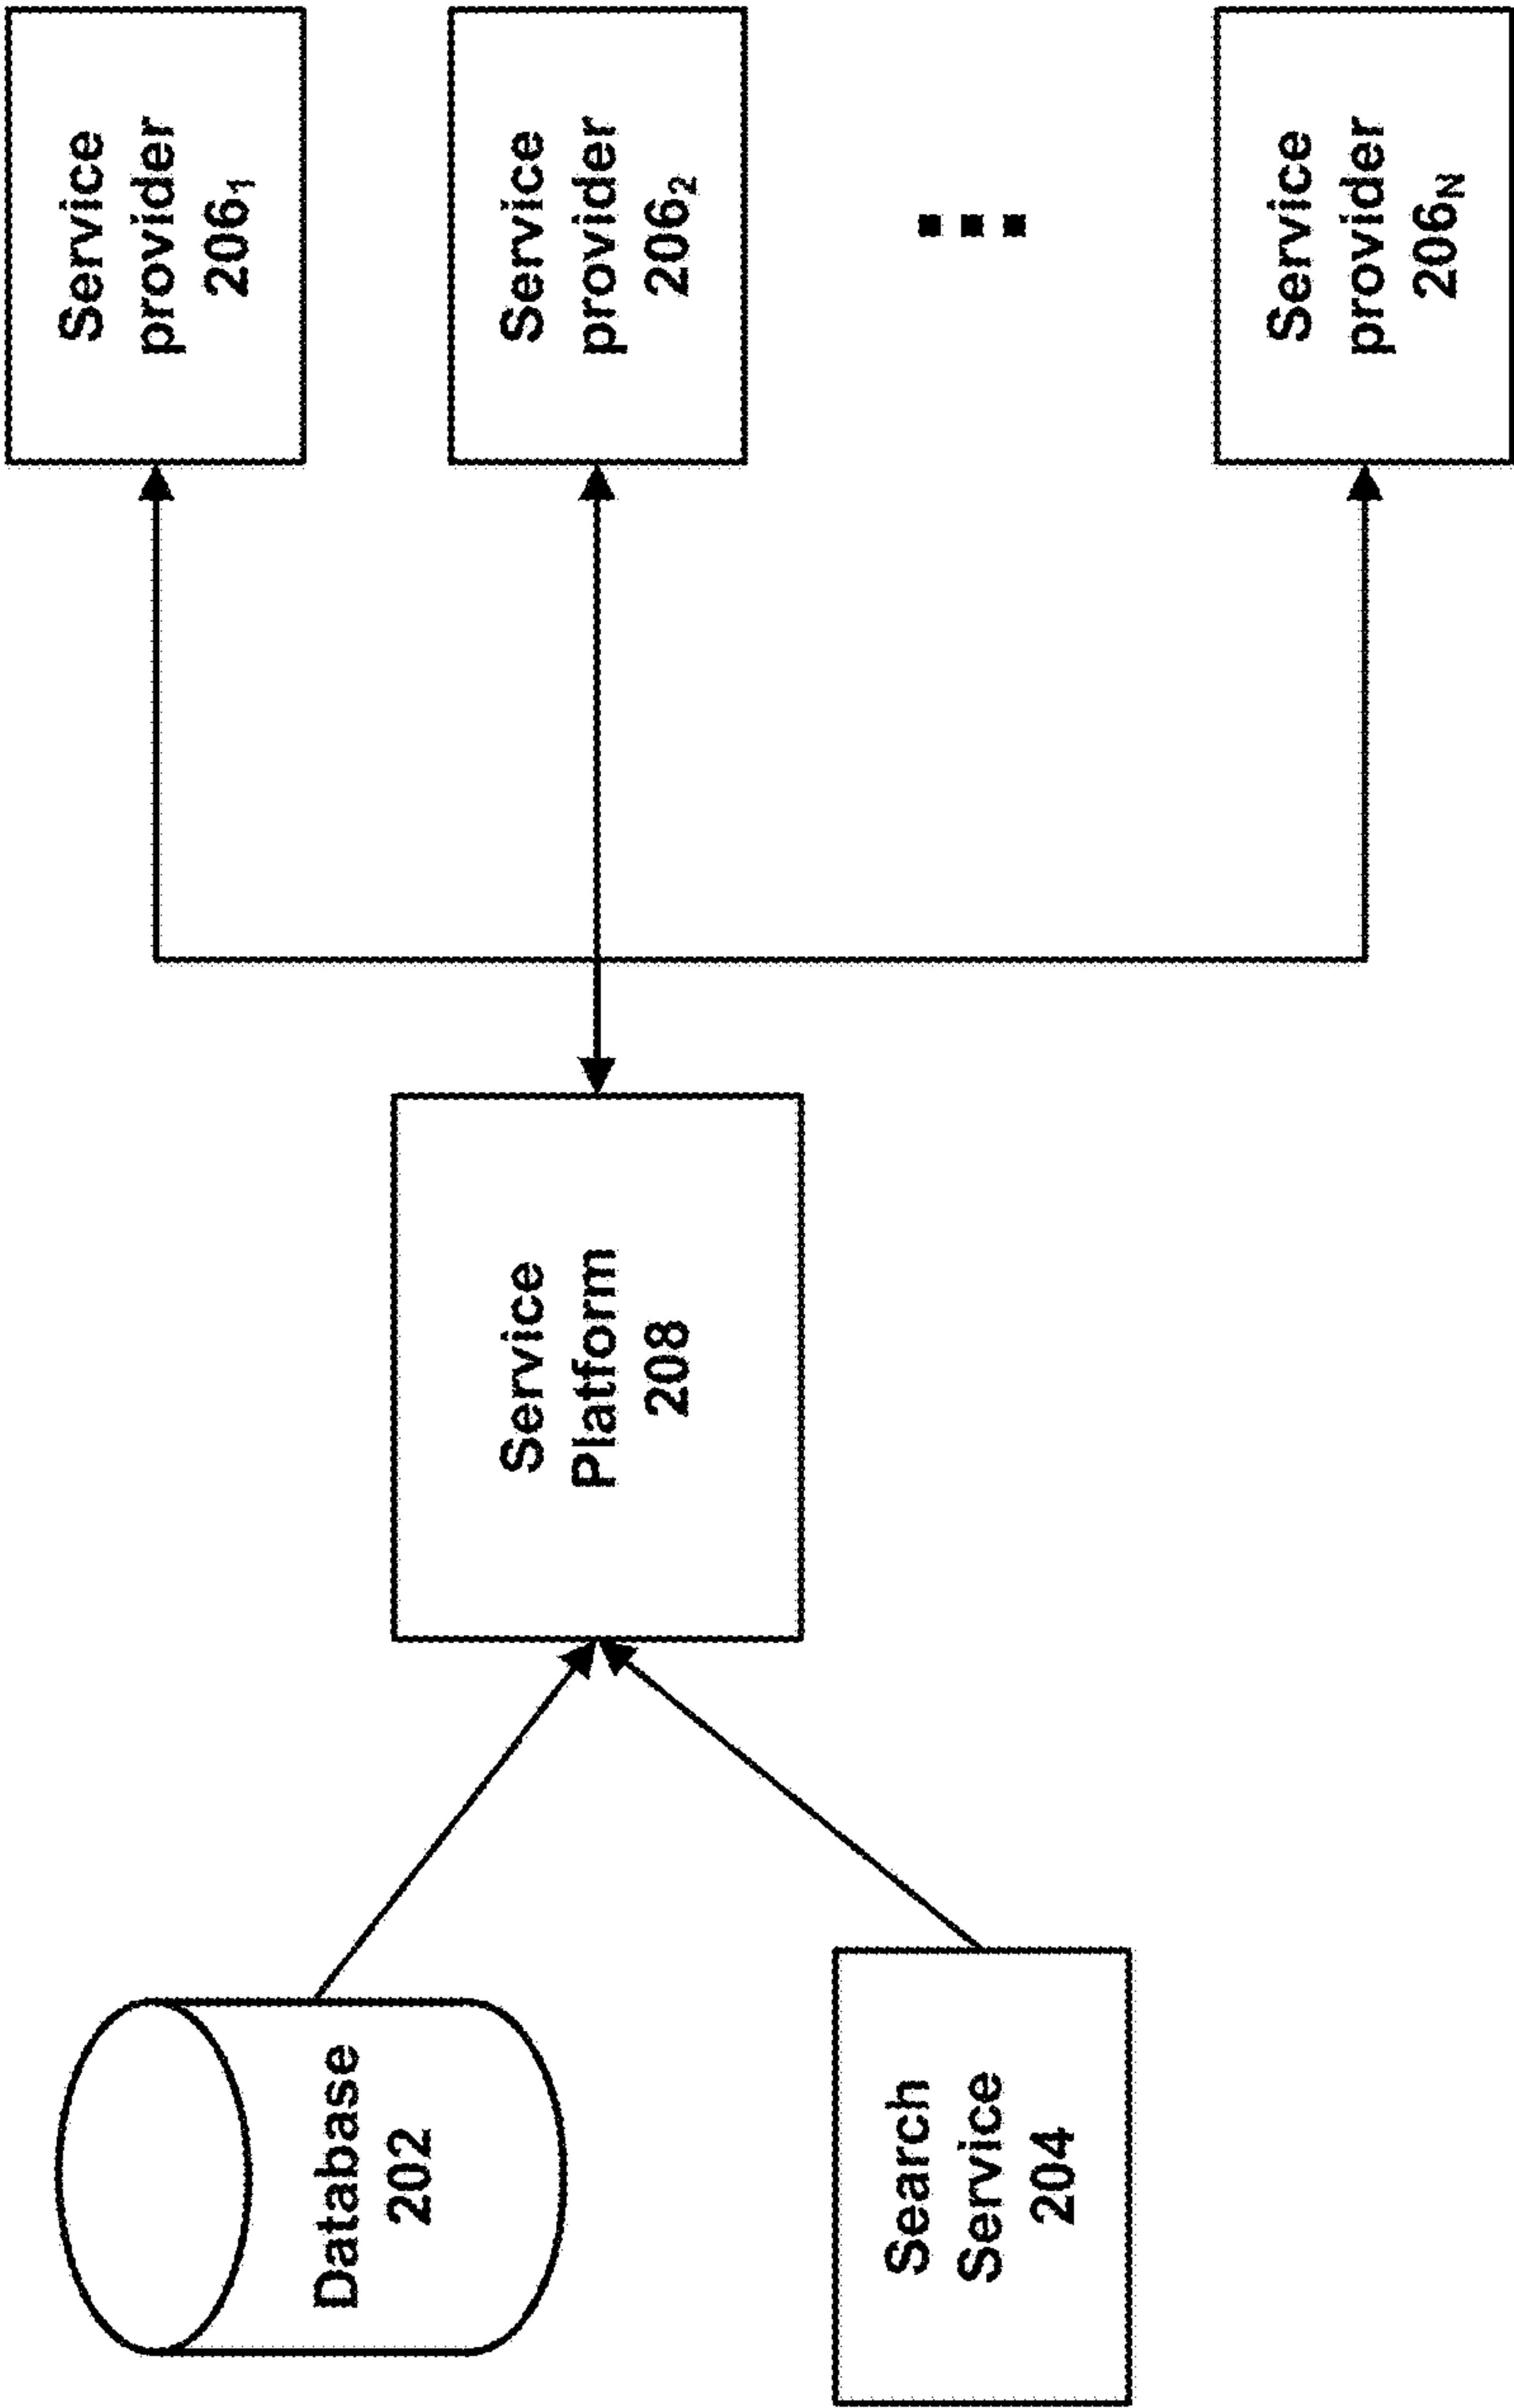 Database
202
Search
Service
204
Service
Platform
208
Service
provider
206₁
Service
provider
206₂
Service
provider
206N